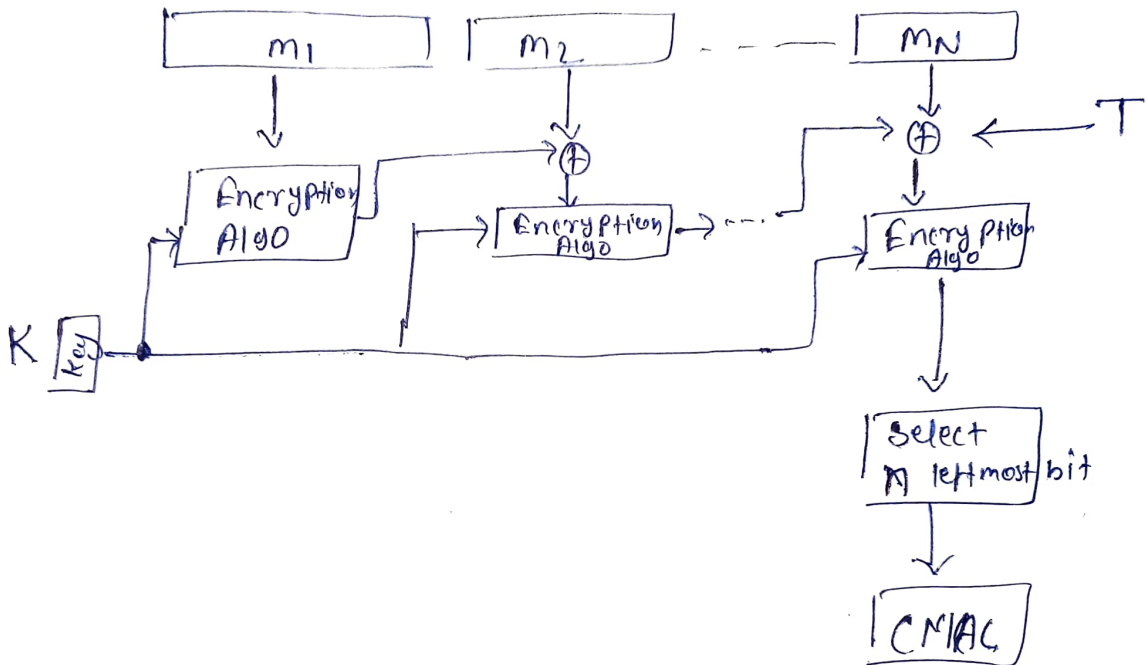 m1
m2
MN
T
Encryption
Algo
Encryption
Algo
Encryption
Algo
K
key
Select
n leftmost bit
CMAC